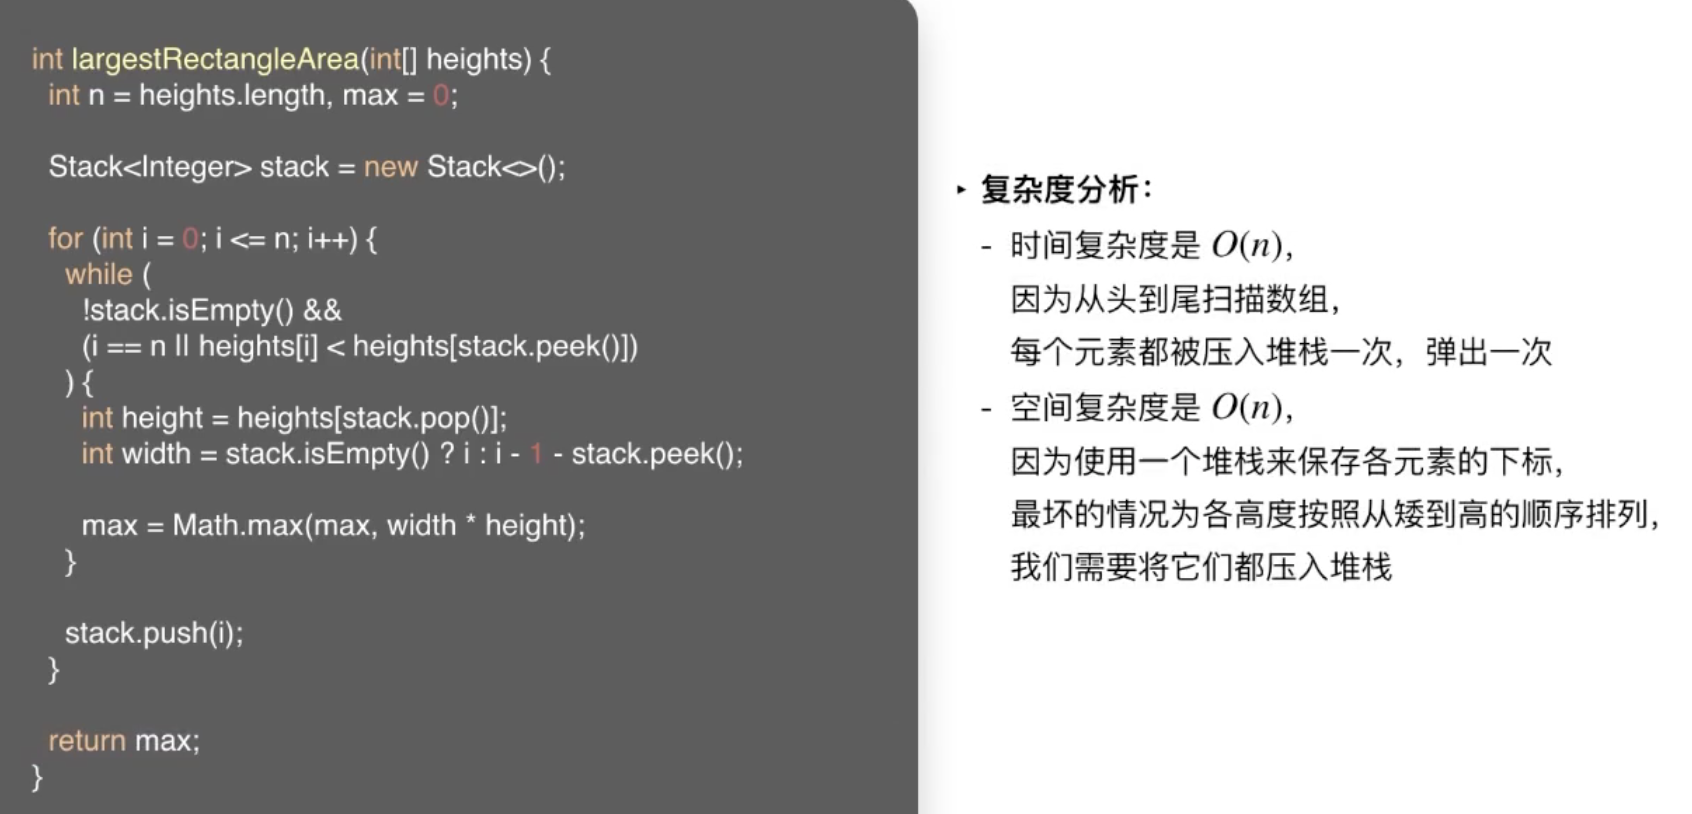 int largestRectangleArea(int[] heights) {
int n = heights.length, max = 0;
Stack<Integer> stack = new Stack<>();
for (int i = 0; i <= n; i++) {
while (
!stack.isEmpty() &&
(i == n || heights[i] < heights[stack.peek()])
) {
int height = heights[stack.pop()];
int width = stack.isEmpty() ? i : i - 1 - stack.peek();
max = Math.max(max, width * height);
}
stack.push(i);
}
return max;
}
‣ 复杂度分析：
- 时间复杂度是 O(n)，
因为从头到尾扫描数组，
每个元素都被压入堆栈一次，弹出一次
- 空间复杂度是 O(n)，
因为使用一个堆栈来保存各元素的下标，
最坏的情况为各高度按照从矮到高的顺序排列，
我们需要将它们都压入堆栈